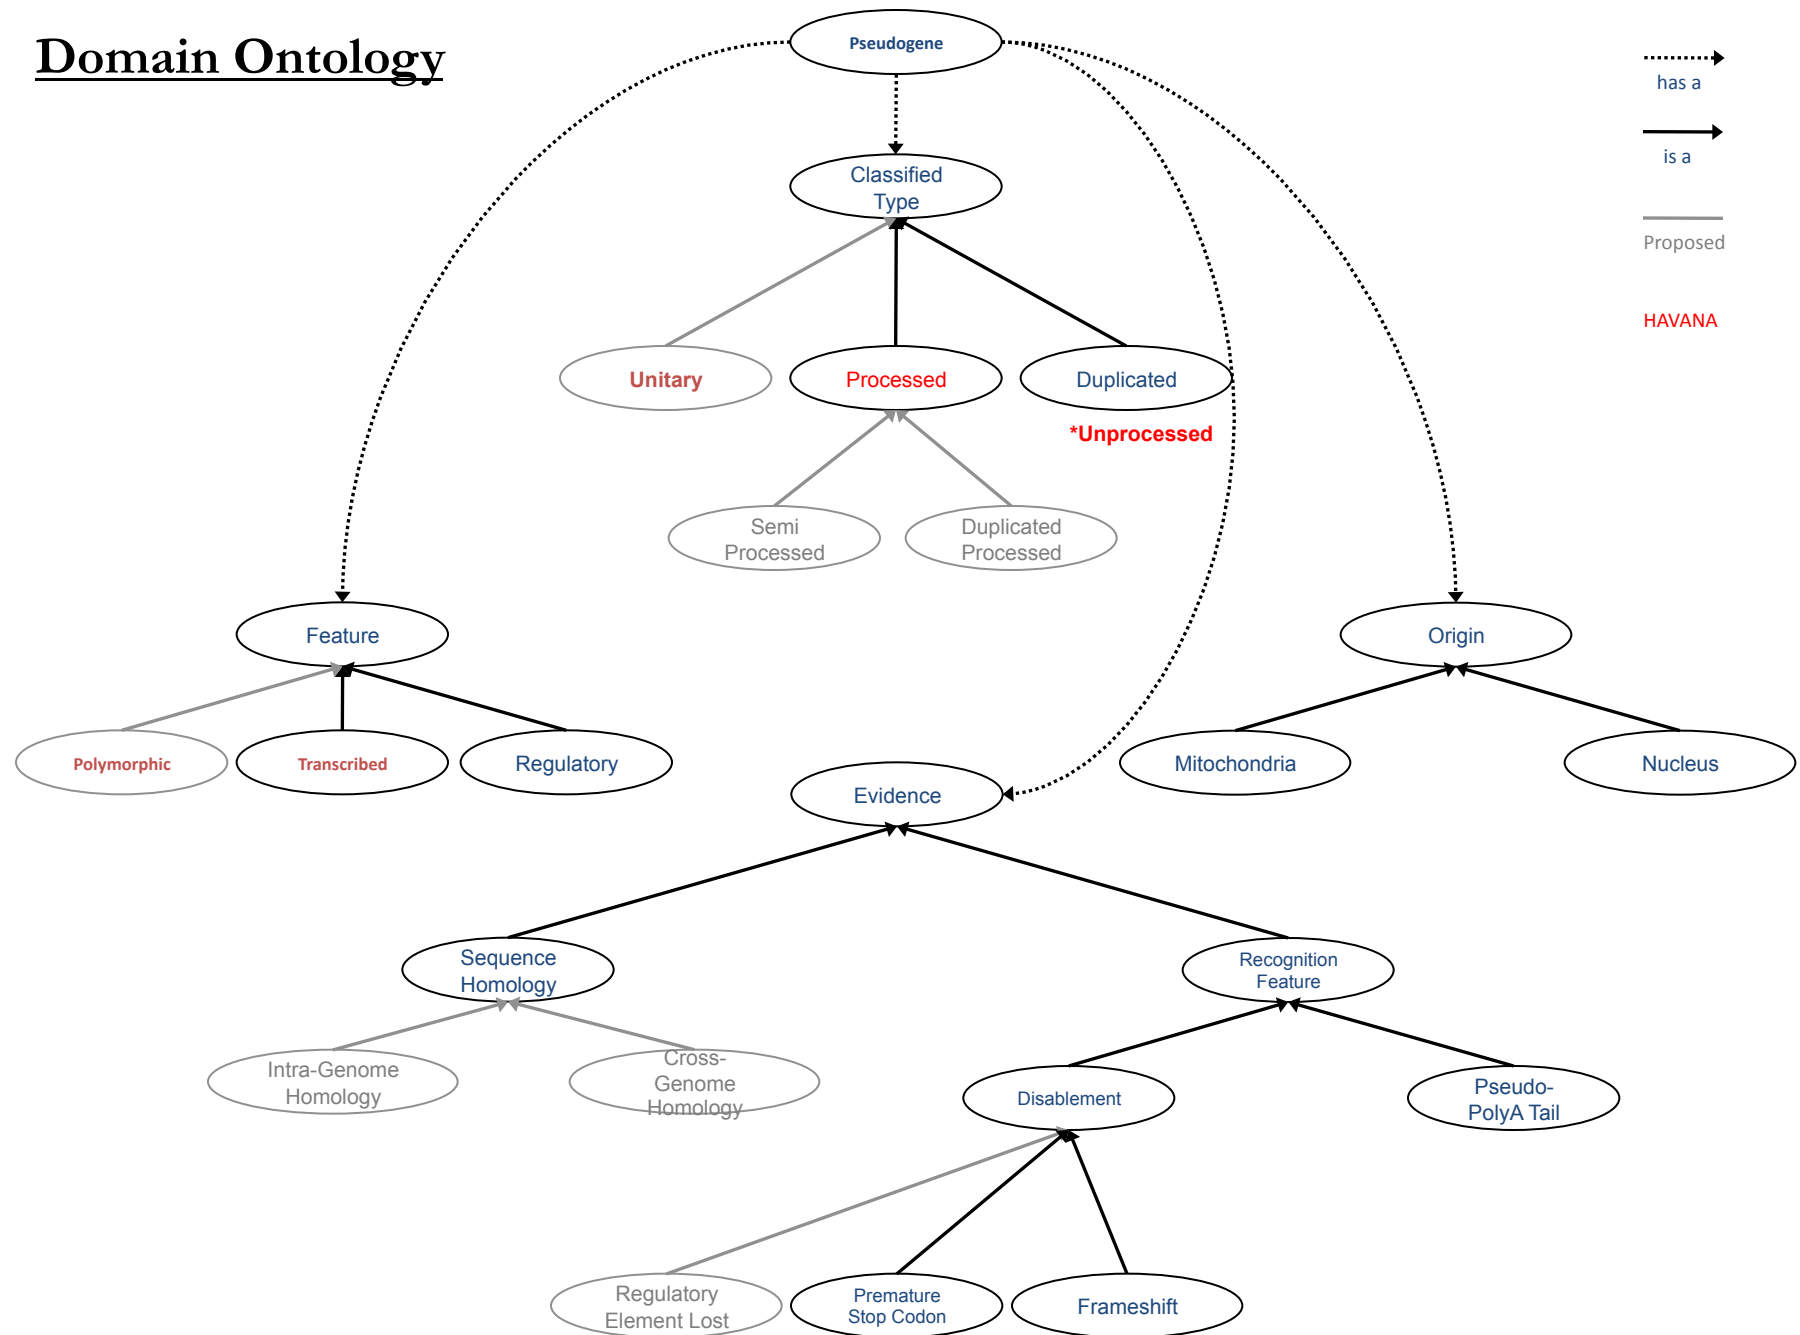 Domain Ontology
Pseudogene
has a
is a
Proposed
HAVANA
Classified
Type
Unitary
Processed
Duplicated
*Unprocessed
Semi
Processed
Duplicated
Processed
Feature
Origin
Polymorphic
Transcribed
Regulatory
Mitochondria
Nucleus
Evidence
Sequence
Homology
Recognition
Feature
Intra-Genome
Homology
Cross-
Genome
Homology
Disablement
Pseudo-
PolyA Tail
Regulatory
Element Lost
Premature
Stop Codon
Frameshift